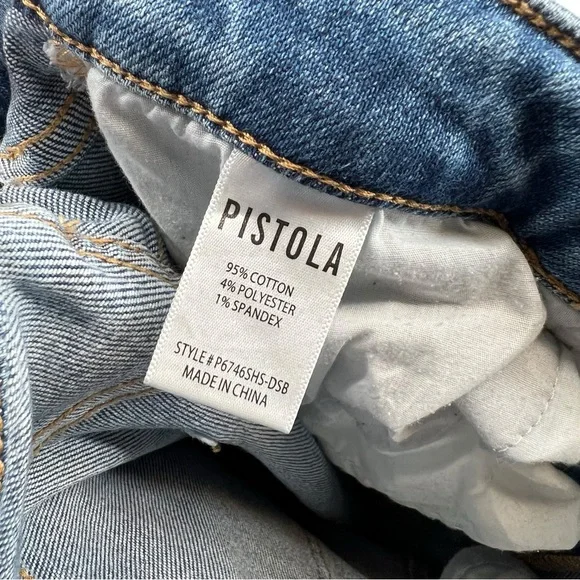 PISTOLA
95% COTTON
4% POLYESTER
1% SPANDEX
STYLE# P6746SHS-DSB
MADE IN CHINA